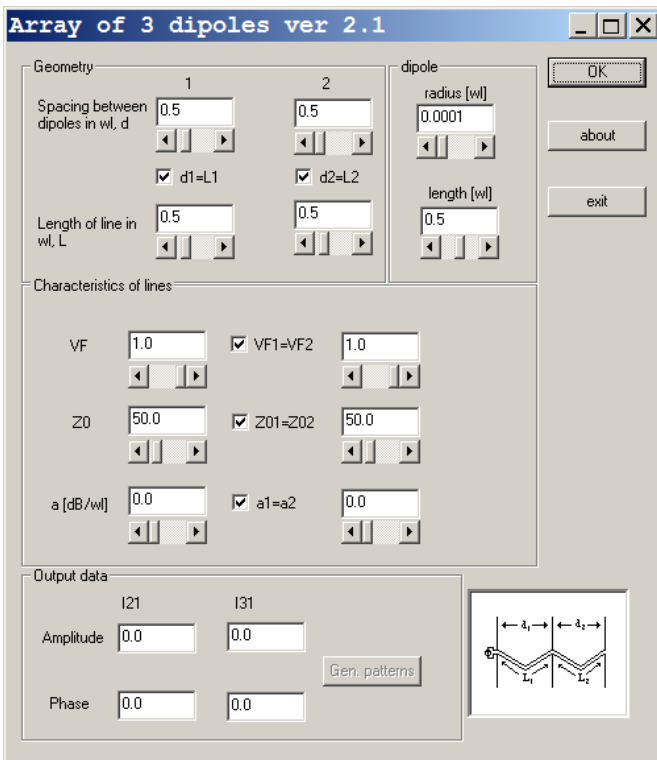 Array of 3 dipoles ver 2.1
Geometry
1
2
Spacing between
dipoles in wl, d
0.5
0.5
d1=L1
d2=L2
Length of line in
wl, L
0.5
0.5
dipole
radius [wl]
0.0001
length [wl]
0.5
OK
about
exit
Characteristics of lines
VF
1.0
VF1=VF2
1.0
Z0
50.0
Z01=Z02
50.0
a [dB/wl]
0.0
a1=a2
0.0
Output data
I21
I31
Amplitude
0.0
0.0
Gen. patterns
Phase
0.0
0.0
d₁
d₂
L₁
L₂